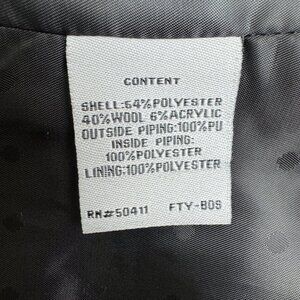 CONTENT
SHELL:54%POLYESTER
40%WOOL 6%ACRYLIC
OUTSIDE PIPING:100%PU
INSIDE PIPING:
100%POLYESTER
LINING:100%POLYESTER
RN#50411 FTY-BOS